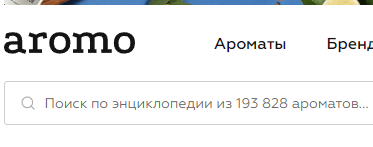 aromo
Ароматы Бренд
Поиск по энциклопедии из 193 828 ароматов...